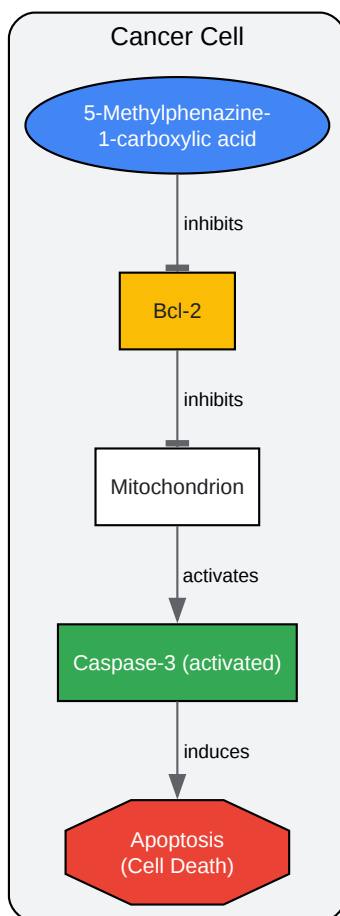 Cancer Cell
5-Methylphenazine-
1-carboxylic acid
inhibits
Bcl-2
inhibits
Mitochondrion
activates
Caspase-3 (activated)
induces
Apoptosis
(Cell Death)